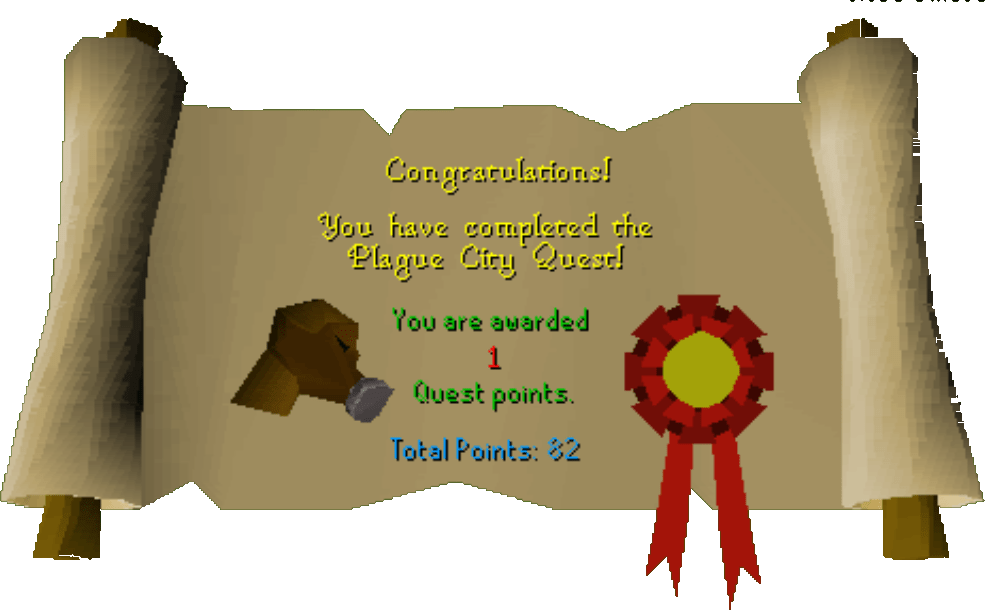 Congratulations!
You have completed the
Plague City Quest!
You are awarded
1
Quest points.
Total Points: 82